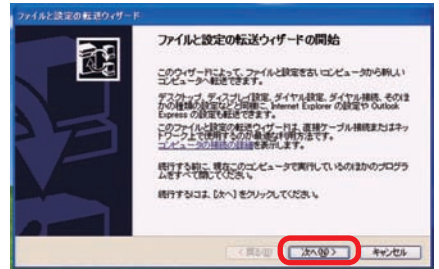 ファイルと設定の転送ウィザード
ファイルと設定の転送ウィザードの開始
このウィザードによって、ファイルと設定を古いコンピュータから新しい
コンピュータへ転送できます。
デスクトップ、ディスプレイ設定、ダイヤル設定、ダイヤル接続、そのほ
かの種類の設定などと同様に、Internet Explorer の設定や Outlook
Express の設定も転送できます。
このファイルと設定の転送ウィザードは、直接ケーブル接続またはネッ
トワーク上で使用するのが最適な利用方法です。
コンピュータの接続の詳細を表示します。
続行する前に、現在このコンピュータで実行しているのほかのプログラ
ムをすべて閉じてください。
続行するには、[次へ] をクリックしてください。
< 戻る(B) 次へ(N) > キャンセル